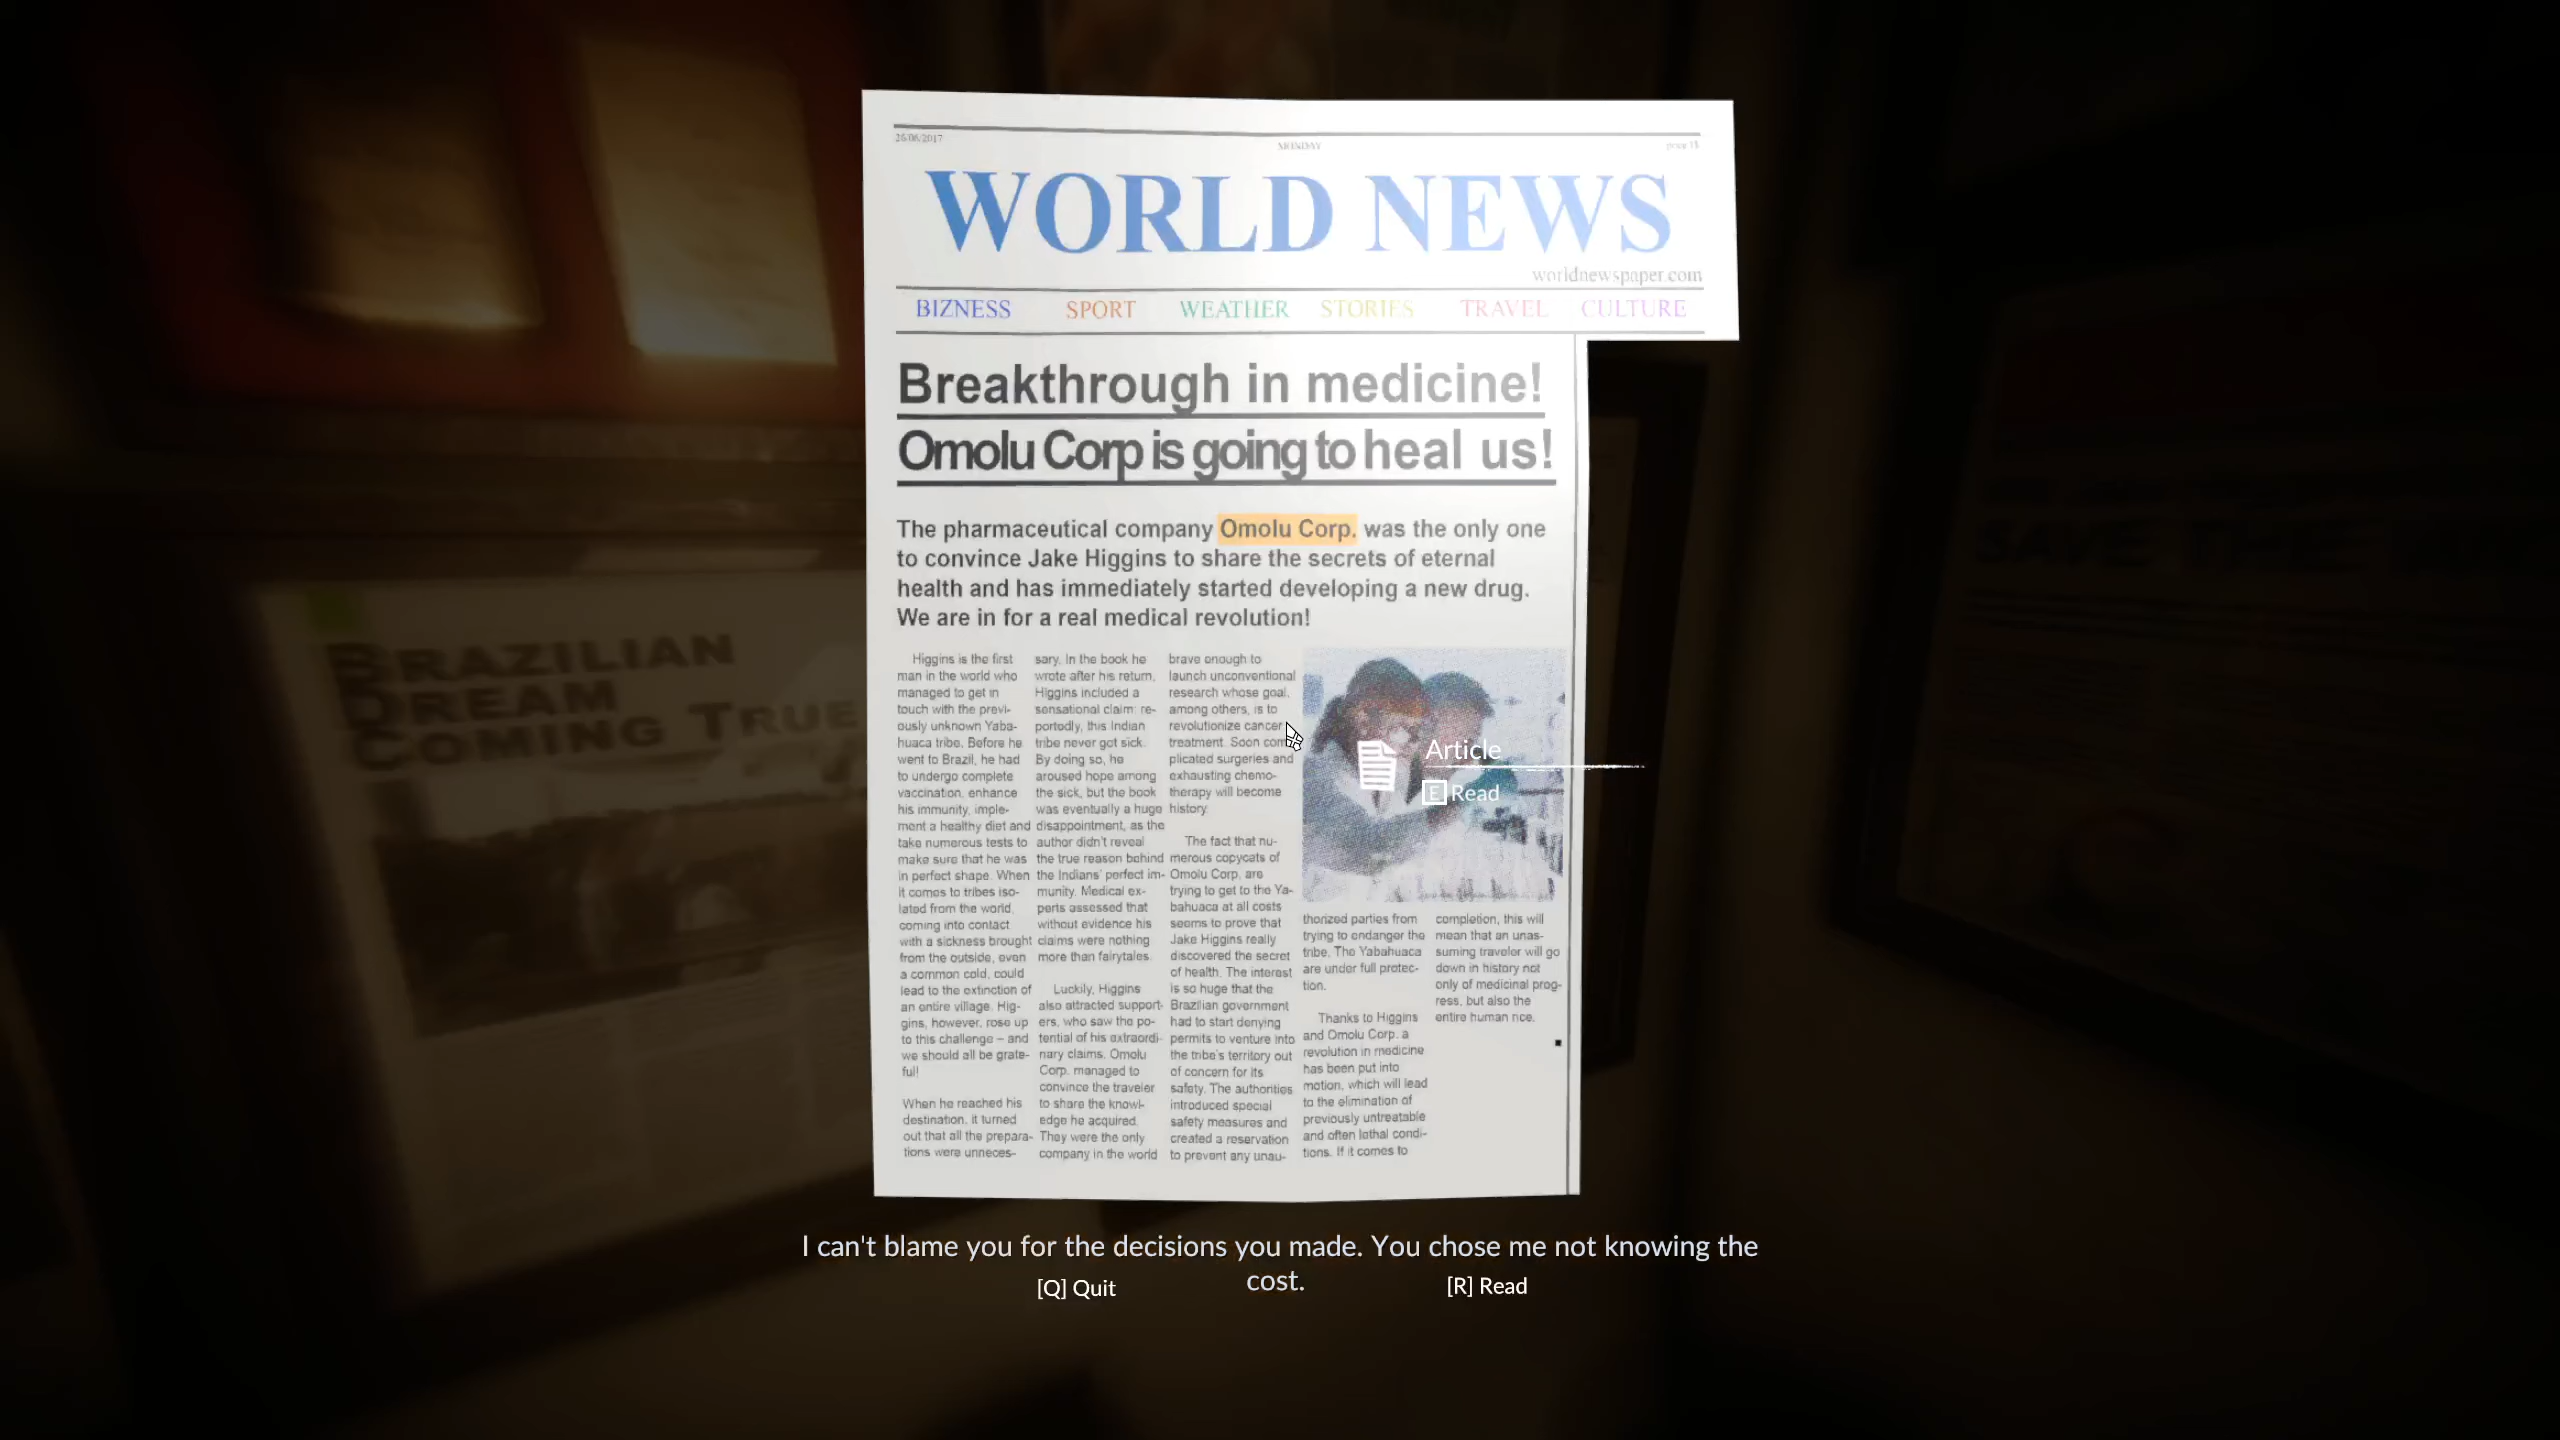 26/06/2017
MONDAY
WORLD NEWS
worldnewspaper.com
BIZNESS SPORT WEATHER STORIES TRAVEL CULTURE
Breakthrough in medicine!
Omolu Corp is going to heal us!
The pharmaceutical company Omolu Corp. was the only one
to convince Jake Higgins to share the secrets of eternal
health and has immediately started developing a new drug.
We are in for a real medical revolution!
Higgins is the first
man in the world who
managed to get in
touch with the previ-
ously unknown Yaba-
huaca tribe. Before he
went to Brazil, he had
to undergo complete
vaccination, enhance
his immunity, imple-
ment a healthy diet and
take numerous tests to
make sure that he was
in perfect shape. When
it comes to tribes iso-
lated from the world,
coming into contact
with a sickness brought
from the outside, even
a common cold, could
lead to the extinction of
an entire village. Hig-
gins, however, rose up
to this challenge – and
we should all be grate-
ful!
When he reached his
destination, it turned
out that all the prepara-
tions were unneces-
sary. In the book he
wrote after his return,
Higgins included a
sensational claim: re-
portedly, this Indian
tribe never got sick.
By doing so, he
aroused hope among
the sick, but the book
was eventually a huge
disappointment, as the
author didn't reveal
the true reason behind
the Indians' perfect im-
munity. Medical ex-
perts assessed that
without evidence his
claims were nothing
more than fairytales.
Luckily, Higgins
also attracted support-
ers, who saw the po-
tential of his extraordi-
nary claims. Omolu
Corp. managed to
convince the traveler
to share the knowl-
edge he acquired.
They were the only
company in the world
brave enough to
launch unconventional
research whose goal,
among others, is to
revolutionize cancer
treatment. Soon com-
plicated surgeries and
exhausting chemo-
therapy will become
history.
The fact that nu-
merous copycats of
Omolu Corp. are
trying to get to the Ya-
bahuaca at all costs
seems to prove that
Jake Higgins really
discovered the secret
of health. The interest
is so huge that the
Brazilian government
had to start denying
permits to venture into
the tribe's territory out
of concern for its
safety. The authorities
introduced special
safety measures and
created a reservation
to prevent any unau-
thorized parties from
trying to endanger the
tribe. The Yabahuaca
are under full protec-
tion.
Thanks to Higgins
and Omolu Corp. a
revolution in medicine
has been put into
motion, which will lead
to the elimination of
previously untreatable
and often lethal condi-
tions. If it comes to
completion, this will
mean that an unas-
suming traveler will go
down in history not
only of medicinal prog-
ress, but also the
entire human rice.
Article
E Read
BRAZILIAN
DREAM
COMING TRUE
SAVE THE
I can't blame you for the decisions you made. You chose me not knowing the
cost.
[Q] Quit
[R] Read